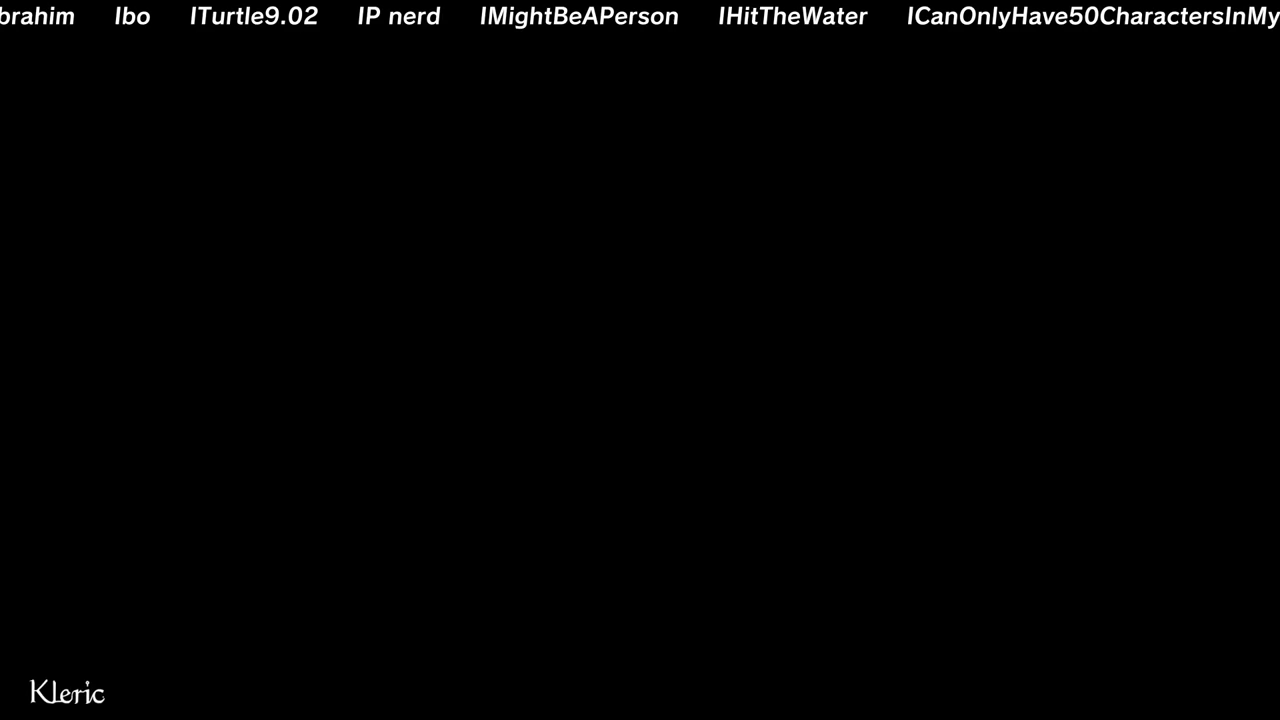 brahim Ibo ITurtle9.02 IP nerd IMightBeAPerson IHitTheWater ICanOnlyHave50CharactersInMy
Kleric